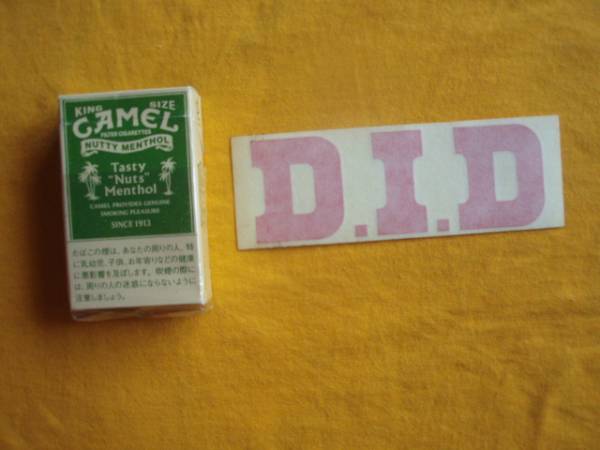 KING SIZE
CAMEL
FILTER CIGARETTES
NUTTY MENTHOL
Tasty
"Nuts"
Menthol
CAMEL PROVIDES GENUINE
SMOKING PLEASURE
SINCE 1913
たばこの煙は、あなたの周りの人、特
に乳幼児、子供、お年寄りなどの健康
に悪影響を及ぼします。喫煙の際に
は、周りの人の迷惑にならないように
注意しましょう。
D.I.D